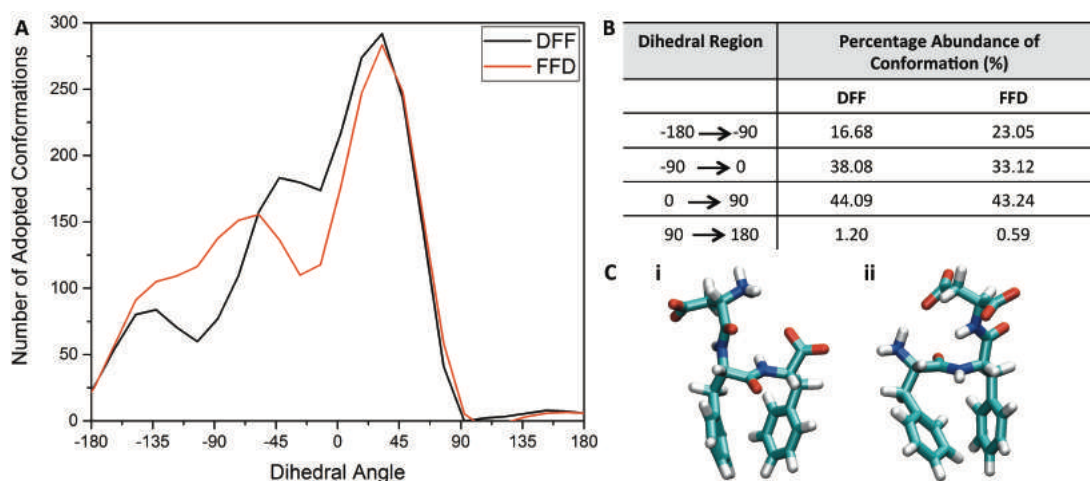 A
300
250
200
150
100
50
0
Number of Adopted Conformations
-180 -135 -90 -45 0 45 90 135 180
Dihedral Angle
DFF
FFD
B
Dihedral Region Percentage Abundance of
Conformation (%)
DFF FFD
-180 → -90 16.68 23.05
-90 → 0 38.08 33.12
0 → 90 44.09 43.24
90 → 180 1.20 0.59
C i ii